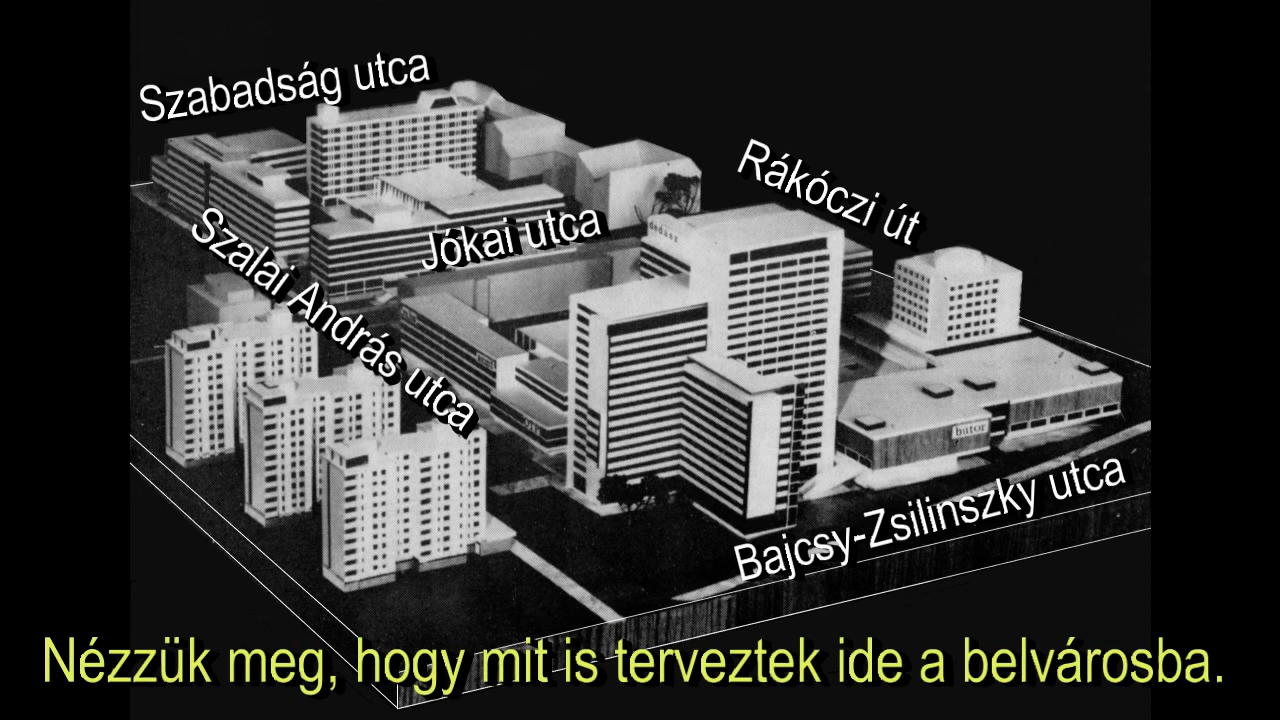 Szabadság utca
Rákóczi út
Szalai András utca
Jókai utca
bútor
Bajcsy-Zsilinszky utca
Nézzük meg, hogy mit is terveztek ide a belvárosba.